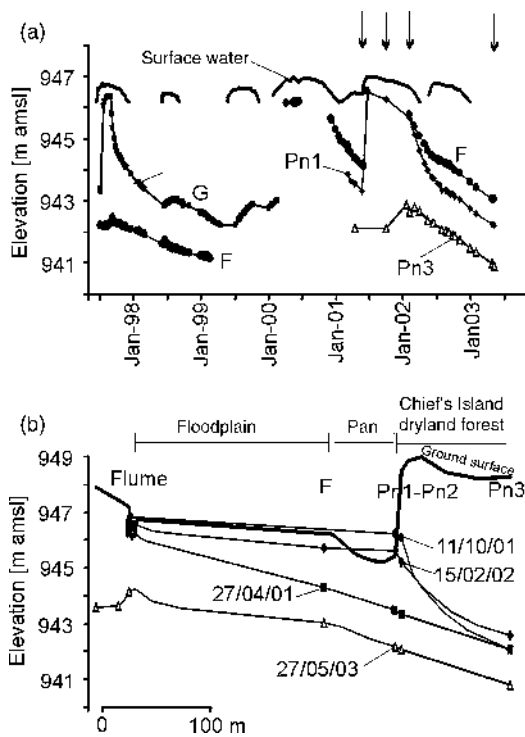 (a)
Surface water
947
945
943
941
Elevation [m amsl]
G
F
Pn1
F
Pn3
Jan-98
Jan-99
Jan-00
Jan-01
Jan-02
Jan03
(b)
Floodplain
Pan
Chief's Island
dryland forest
949
947
945
943
941
Elevation [m amsl]
Flume
F
Ground surface
Pn1-Pn2
Pn3
11/10/01
15/02/02
27/04/01
27/05/03
0
100 m